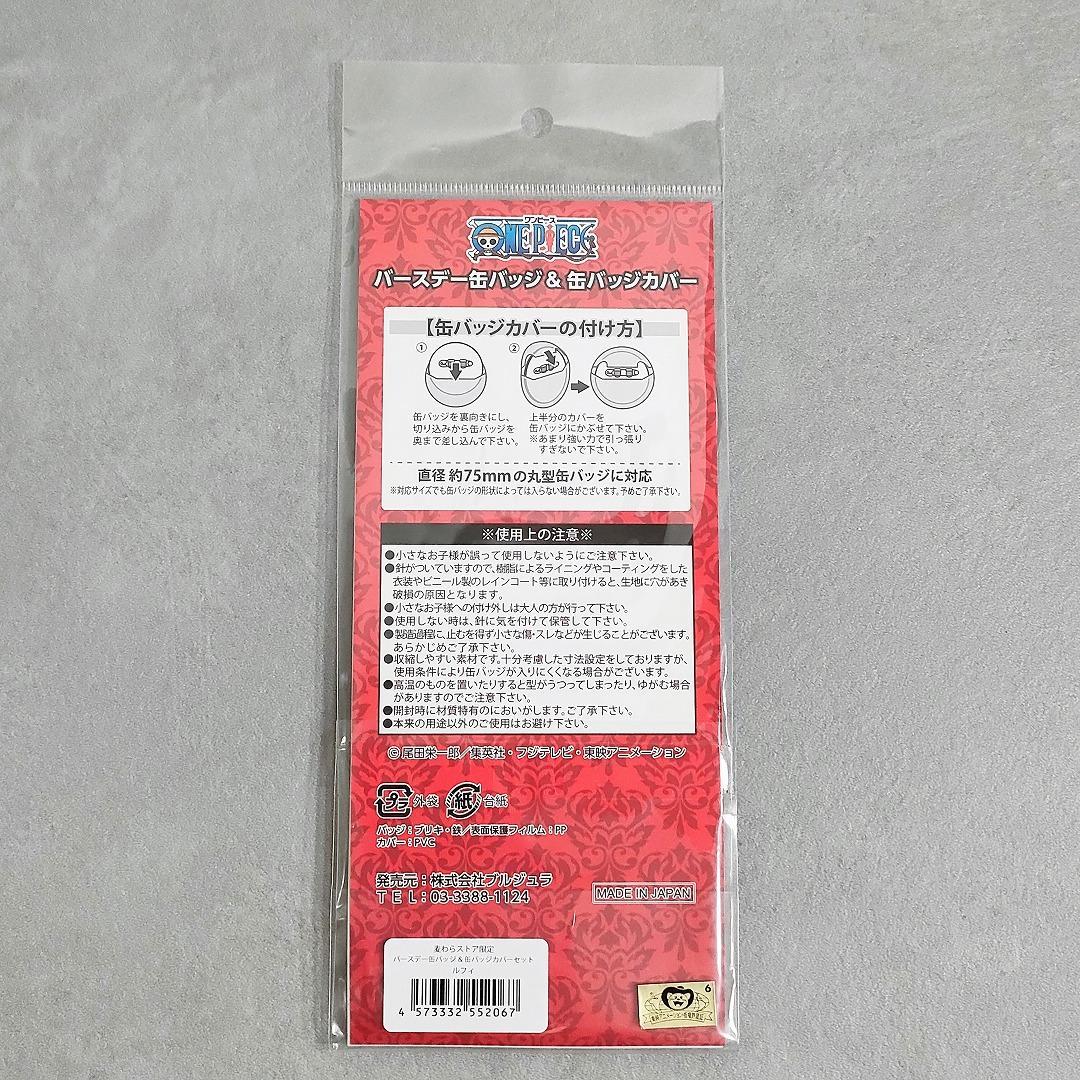 ワンピース
ONE PIECE
バースデー缶バッジ & 缶バッジカバー
【缶バッジカバーの付け方】
① ②
缶バッジを裏向きにし、
切り込みから缶バッジを
奥まで差し込んで下さい。
上半分のカバーを
缶バッジにかぶせて下さい。
※あまり強い力で引っ張り
すぎないで下さい。
直径 約75mmの丸型缶バッジに対応
※対応サイズでも缶バッジの形状によっては入らない場合がございます。予めご了承下さい。
※使用上の注意※
●小さなお子様が誤って使用しないようにご注意下さい。
●針がついていますので、樹脂によるライニングやコーティングをした
衣装やビニール製のレインコート等に取り付けると、生地に穴があき
破損の原因となります。
●小さなお子様への付け外しは大人の方が行って下さい。
●使用しない時は、針に気を付けて保管して下さい。
●製造過程に、止むを得ず小さな傷・スレなどが生じることがございます。
あらかじめご了承下さい。
●収縮しやすい素材です。十分考慮した寸法設定をしておりますが、
使用条件により缶バッジが入りにくくなる場合がございます。
●高温のものを置いたりすると型がうつってしまったり、ゆがむ場合
がありますのでご注意下さい。
●開封時に材質特有のにおいがします。ご了承下さい。
●本来の用途以外のご使用はお避け下さい。
© 尾田栄一郎／集英社・フジテレビ・東映アニメーション
プラ 外袋 紙 台紙
バッジ：ブリキ・鉄／表面保護フィルム：PP
カバー：PVC
発売元：株式会社ブルジュラ
TEL：03-3388-1124
MADE IN JAPAN
麦わらストア限定
バースデー缶バッジ＆缶バッジカバーセット
ルフィ
4 573332 552067
6